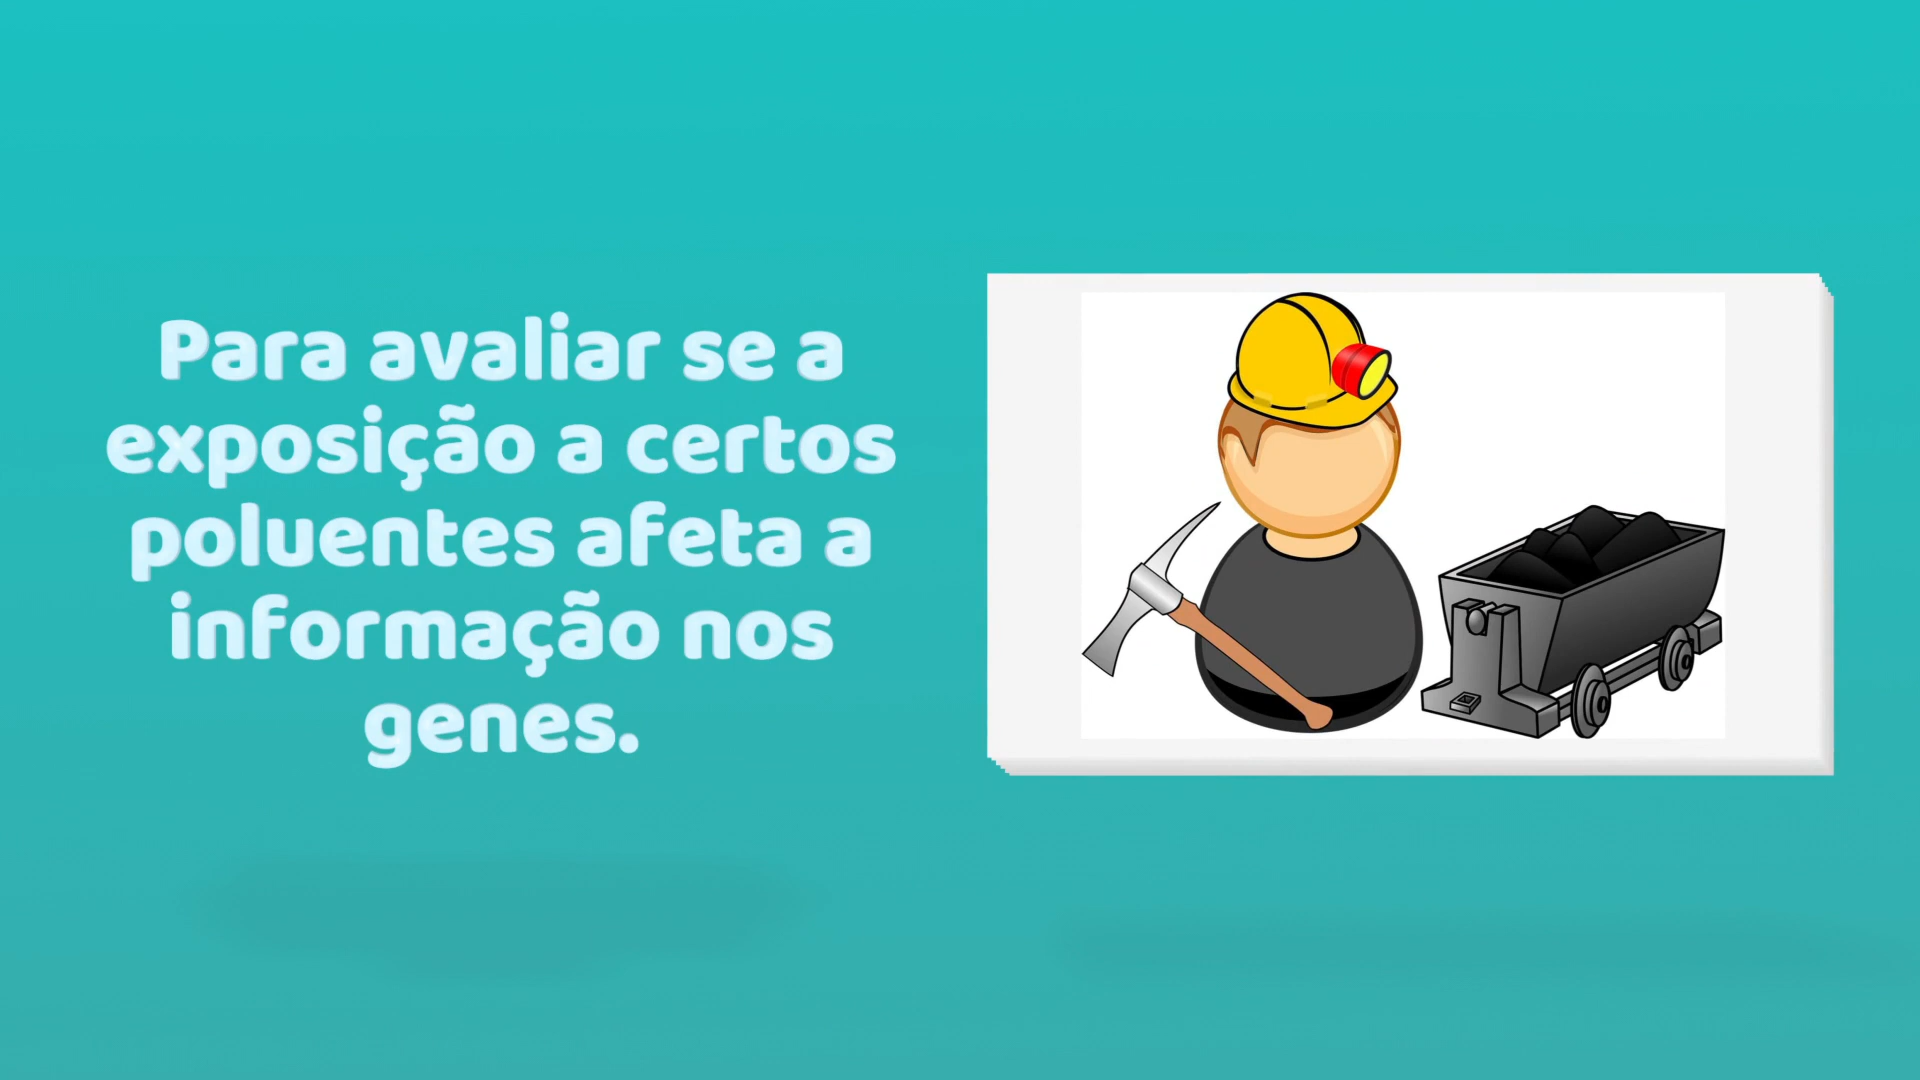 Para avaliar se a
exposição a certos
poluentes afeta a
informação nos
genes.